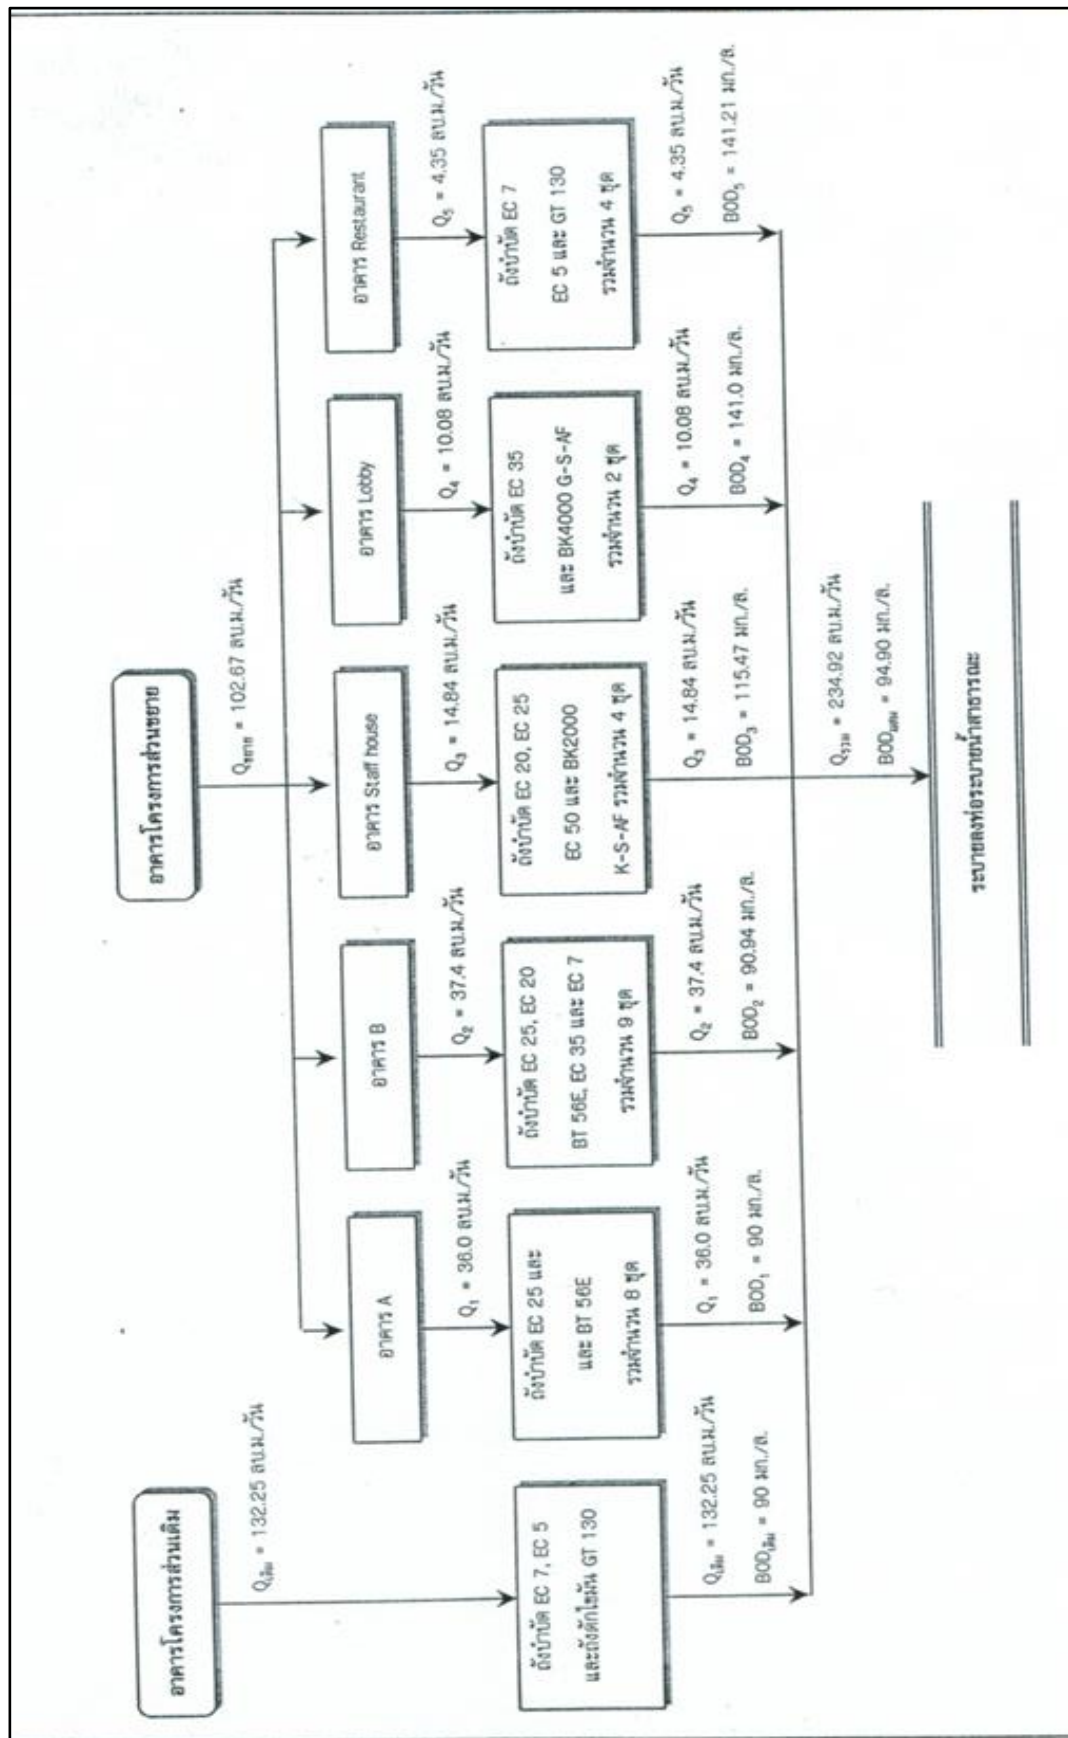 อาคารโครงการส่วนเดิม
Qเดิม = 132.25 ลบ.ม./วัน
อาคารโครงการส่วนขยาย
Qขยาย = 102.67 ลบ.ม./วัน
อาคาร A
Q1 = 36.0 ลบ.ม./วัน
อาคาร B
Q2 = 37.4 ลบ.ม./วัน
อาคาร Staff house
Q3 = 14.84 ลบ.ม./วัน
อาคาร Lobby
Q4 = 10.08 ลบ.ม./วัน
อาคาร Restaurant
Q5 = 4.35 ลบ.ม./วัน
ถังบำบัด EC 7, EC 5
และถังดักไขมัน GT 130
Qเดิม = 132.25 ลบ.ม./วัน
BODเดิม = 90 มก./ล.
ถังบำบัด EC 25 และ
และ BT 56E
รวมจำนวน 8 ชุด
Q1 = 36.0 ลบ.ม./วัน
BOD1 = 90 มก./ล.
ถังบำบัด EC 25, EC 20
BT 56E, EC 35 และ EC 7
รวมจำนวน 9 ชุด
Q2 = 37.4 ลบ.ม./วัน
BOD2 = 90.94 มก./ล.
ถังบำบัด EC 20, EC 25
EC 50 และ BK2000
K-S-AF รวมจำนวน 4 ชุด
Q3 = 14.84 ลบ.ม./วัน
BOD3 = 115.47 มก./ล.
ถังบำบัด EC 35
และ BK4000 G-S-AF
รวมจำนวน 2 ชุด
Q4 = 10.08 ลบ.ม./วัน
BOD4 = 141.0 มก./ล.
ถังบำบัด EC 7
EC 5 และ GT 130
รวมจำนวน 4 ชุด
Q5 = 4.35 ลบ.ม./วัน
BOD5 = 141.21 มก./ล.
Qรวม = 234.92 ลบ.ม./วัน
BODผสม = 94.90 มก./ล.
ระบายลงท่อระบายน้ำสาธารณะ